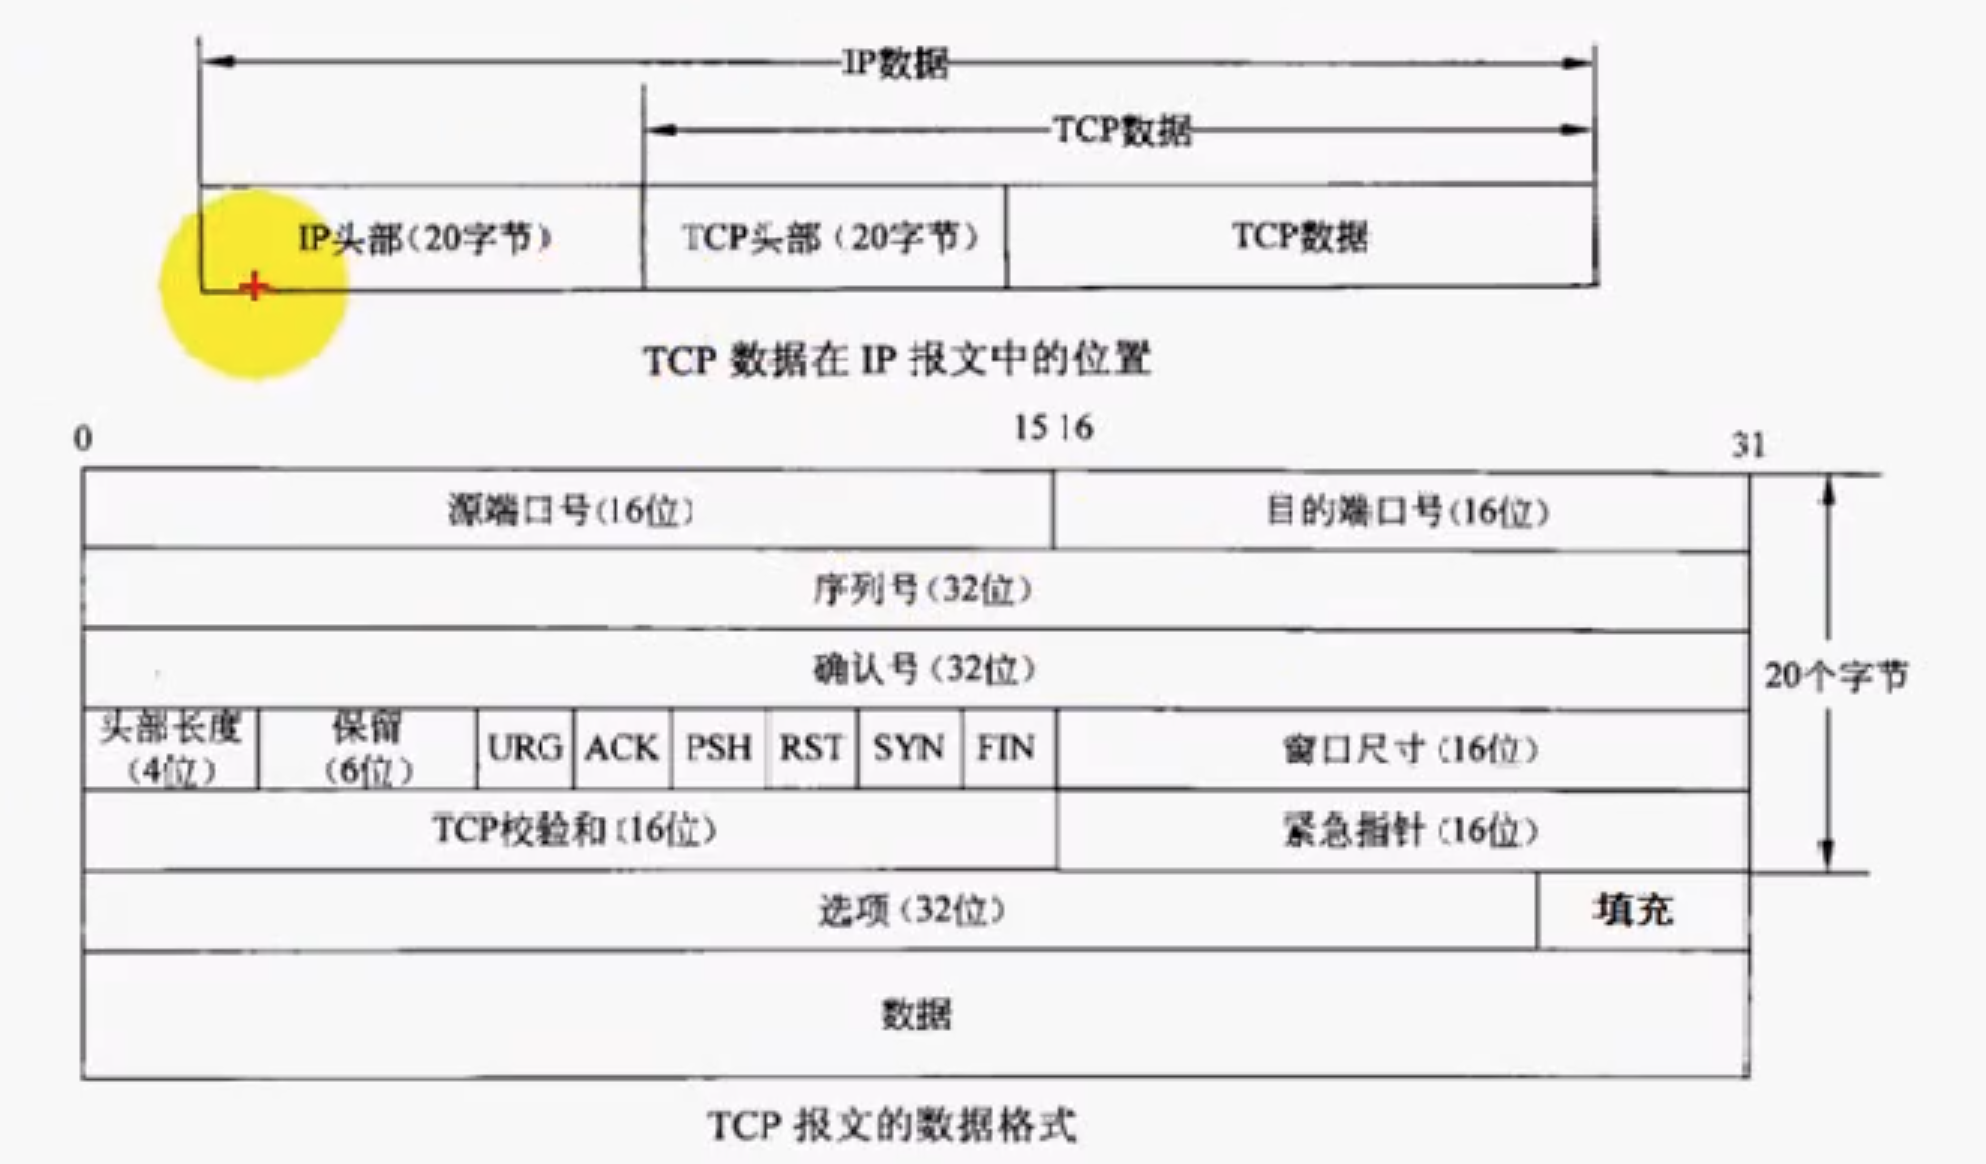 IP数据
TCP数据
IP头部(20字节) TCP头部(20字节) TCP数据
TCP 数据在 IP 报文中的位置
0 15 16 31
源端口号(16位) 目的端口号(16位)
序列号(32位)
确认号(32位)
20个字节
头部长度(4位) 保留(6位) URG ACK PSH RST SYN FIN 窗口尺寸(16位)
TCP校验和(16位) 紧急指针(16位)
选项(32位) 填充
数据
TCP 报文的数据格式